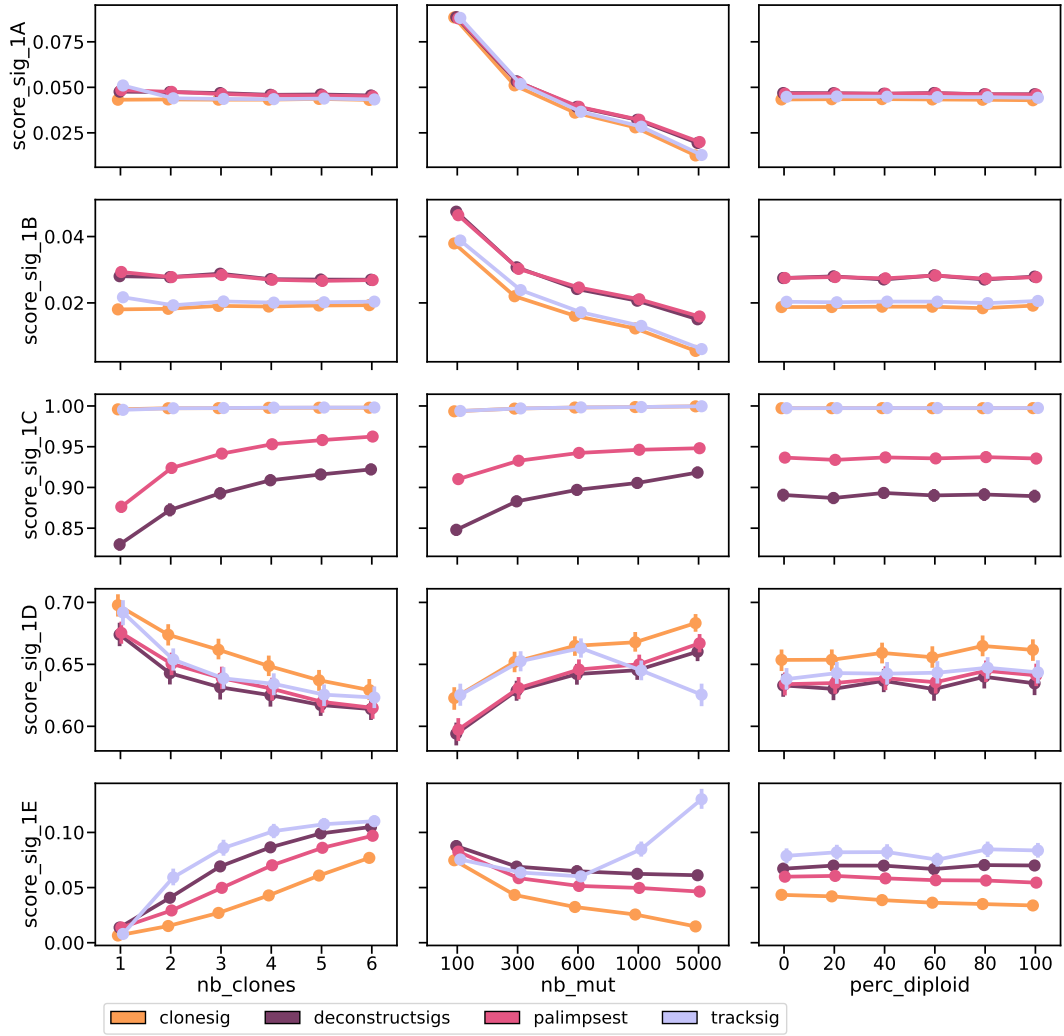 score_sig_1A
0.075
0.050
0.025
score_sig_1B
0.04
0.02
score_sig_1C
1.00
0.95
0.90
0.85
score_sig_1D
0.70
0.65
0.60
score_sig_1E
0.10
0.05
0.00
1 2 3 4 5 6
100 300 600 1000 5000
0 20 40 60 80 100
nb_clones nb_mut perc_diploid
clonesig deconstructsigs palimpsest tracksig